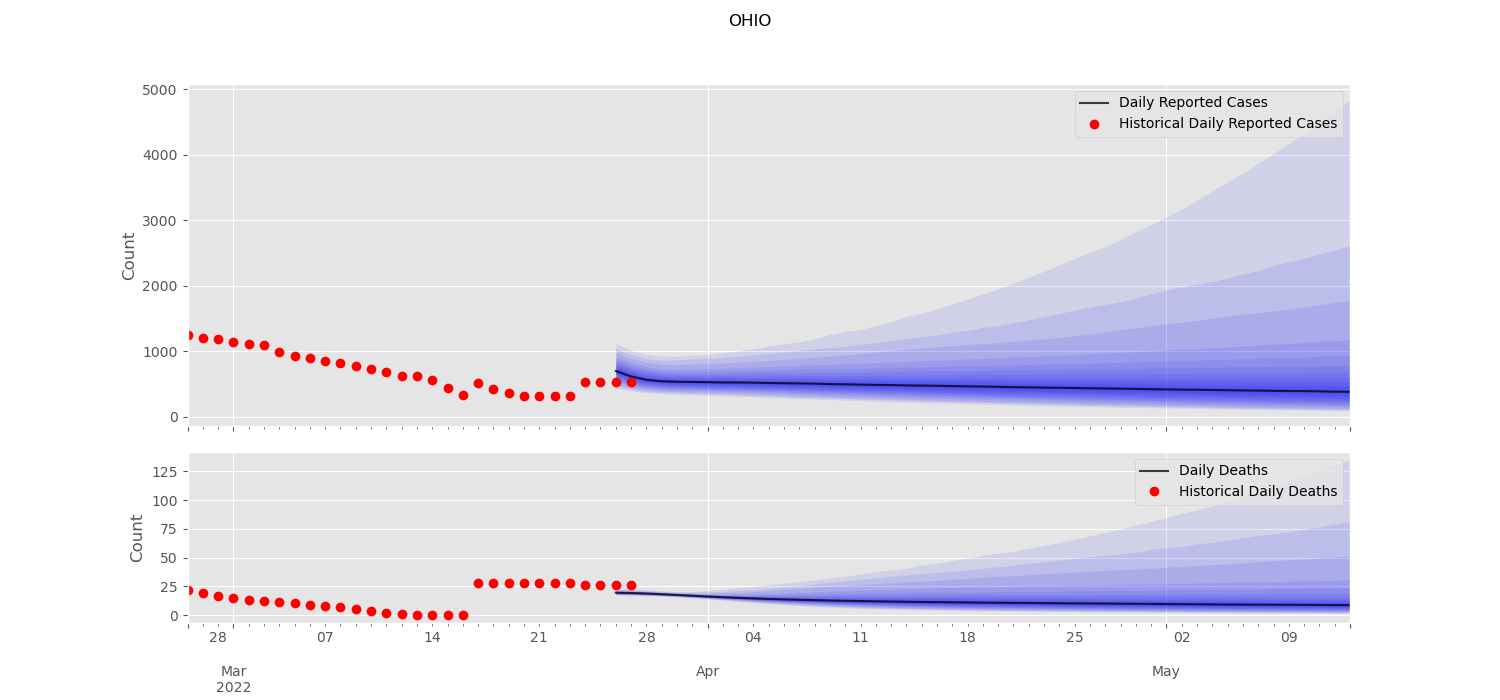 OHIO
Daily Reported Cases
Historical Daily Reported Cases
5000
4000
3000
2000
1000
0
Count
Daily Deaths
Historical Daily Deaths
125
100
75
50
25
0
Count
28 07 14 21 28 04 11 18 25 02 09
Mar Apr May
2022